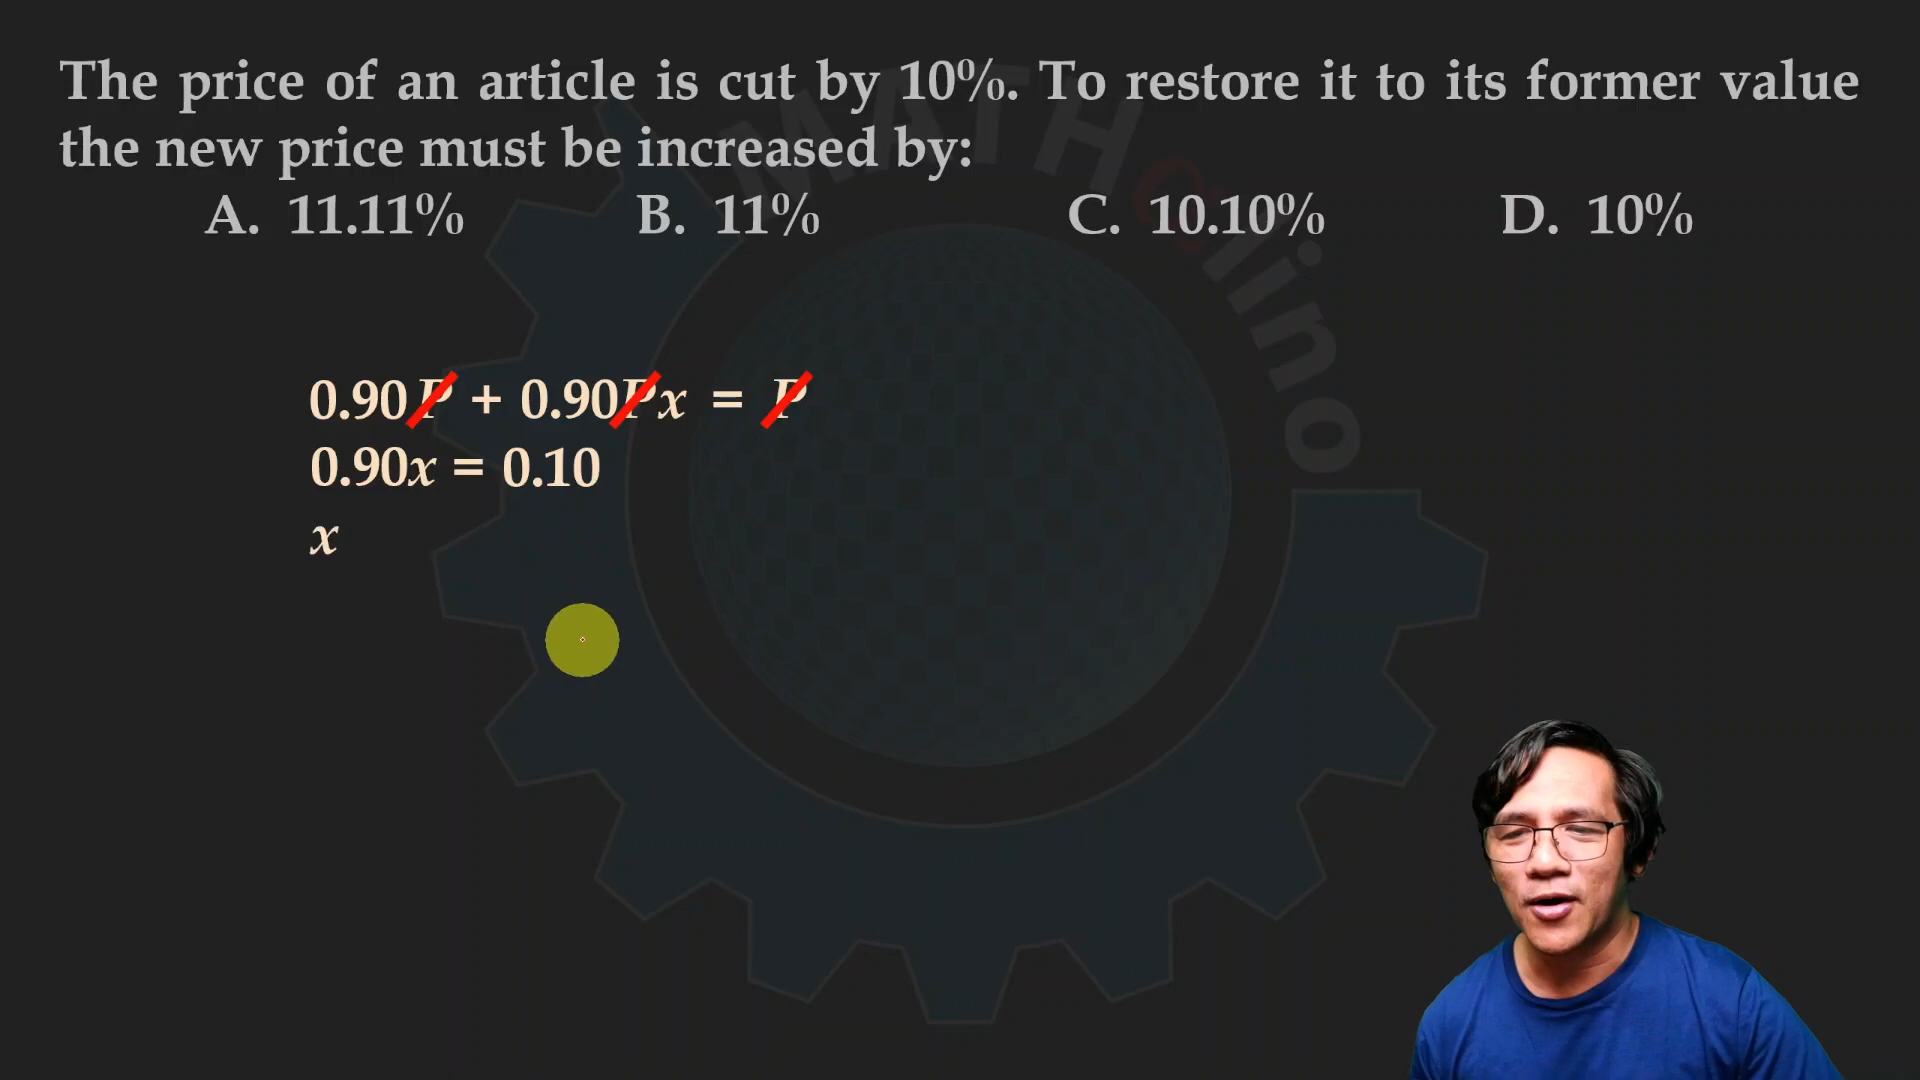 The price of an article is cut by 10%. To restore it to its former value
the new price must be increased by:
A. 11.11% B. 11% C. 10.10% D. 10%
MATHalino
0.90P + 0.90Px = P
0.90x = 0.10
x